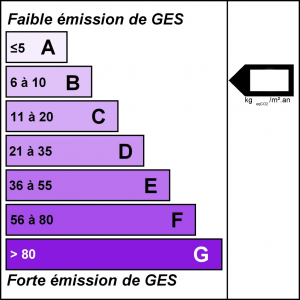 Faible émission de GES
≤5 A
6 à 10 B
kg eqCO2 /m².an
11 à 20 C
21 à 35 D
36 à 55 E
56 à 80 F
> 80 G
Forte émission de GES